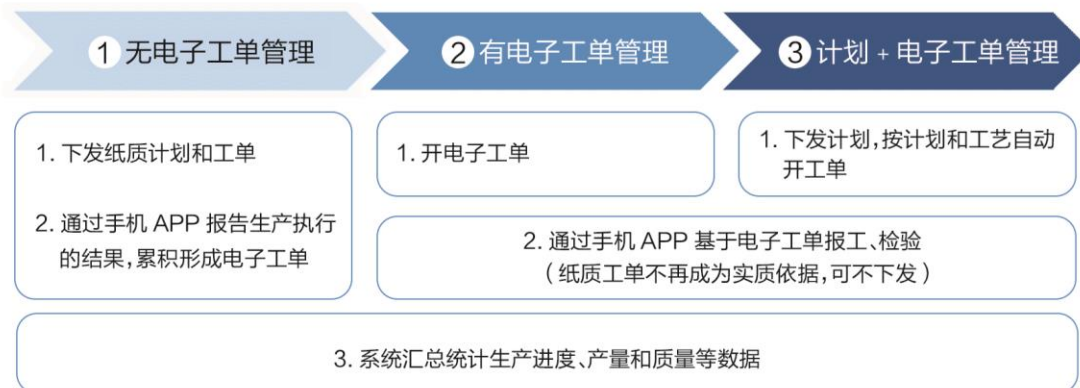 1 无电子工单管理
2 有电子工单管理
3 计划 + 电子工单管理
1. 下发纸质计划和工单
2. 通过手机 APP 报告生产执行
的结果,累积形成电子工单
1. 开电子工单
1. 下发计划,按计划和工艺自动
开工单
2. 通过手机 APP 基于电子工单报工、检验
(纸质工单不再成为实质依据,可不下发)
3. 系统汇总统计生产进度、产量和质量等数据